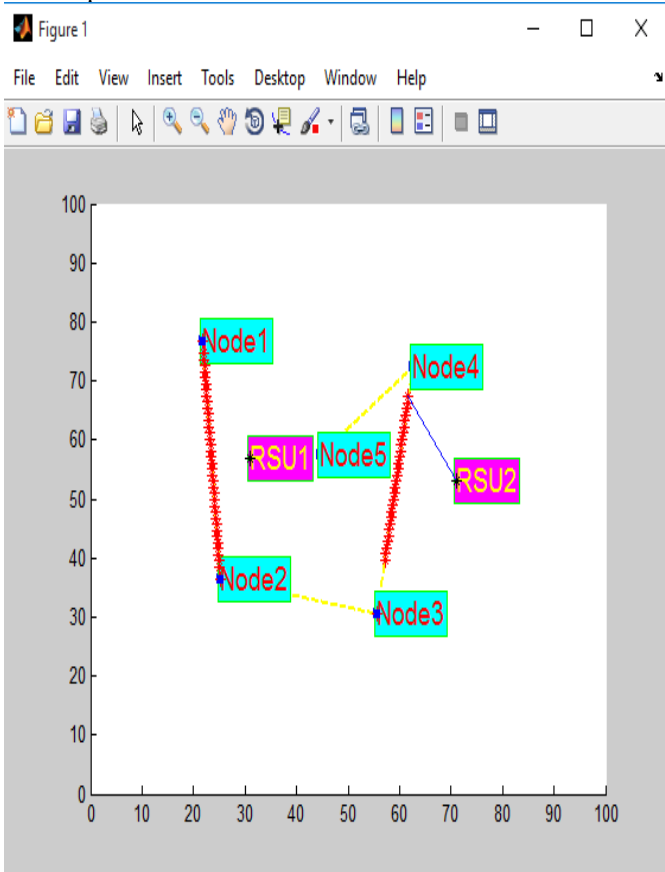 Figure 1
File Edit View Insert Tools Desktop Window Help
100
90
80
70
60
50
40
30
20
10
0
Node1
Node4
RSU1
Node5
RSU2
Node2
Node3
0 10 20 30 40 50 60 70 80 90 100